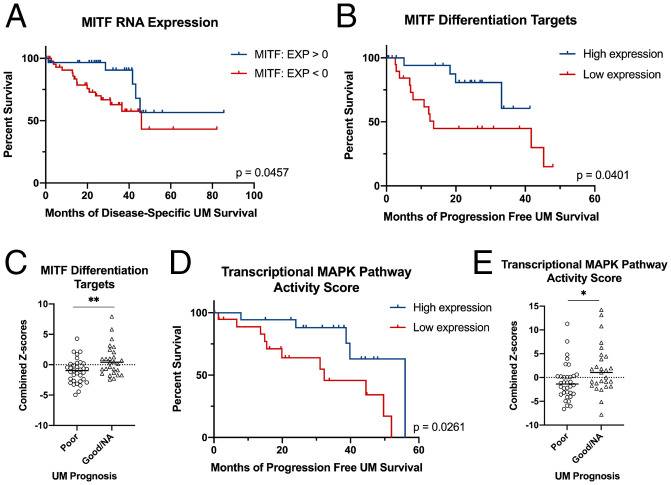 A
MITF RNA Expression
MITF: EXP > 0
MITF: EXP < 0
Percent Survival
100
50
0
0
20
40
60
80
100
p = 0.0457
Months of Disease-Specific UM Survival
B
MITF Differentiation Targets
High expression
Low expression
Percent Survival
100
50
0
0
20
40
60
p = 0.0401
Months of Progression Free UM Survival
C
MITF Differentiation
Targets
**
Combined Z-scores
10
5
0
-5
-10
Poor
Good/NA
UM Prognosis
D
Transcriptional MAPK Pathway
Activity Score
High expression
Low expression
Percent Survival
100
50
0
0
20
40
60
p = 0.0261
Months of Progression Free UM Survival
E
Transcriptional MAPK Pathway
Activity Score
*
Combined Z-scores
15
10
5
0
-5
-10
Poor
Good/NA
UM Prognosis